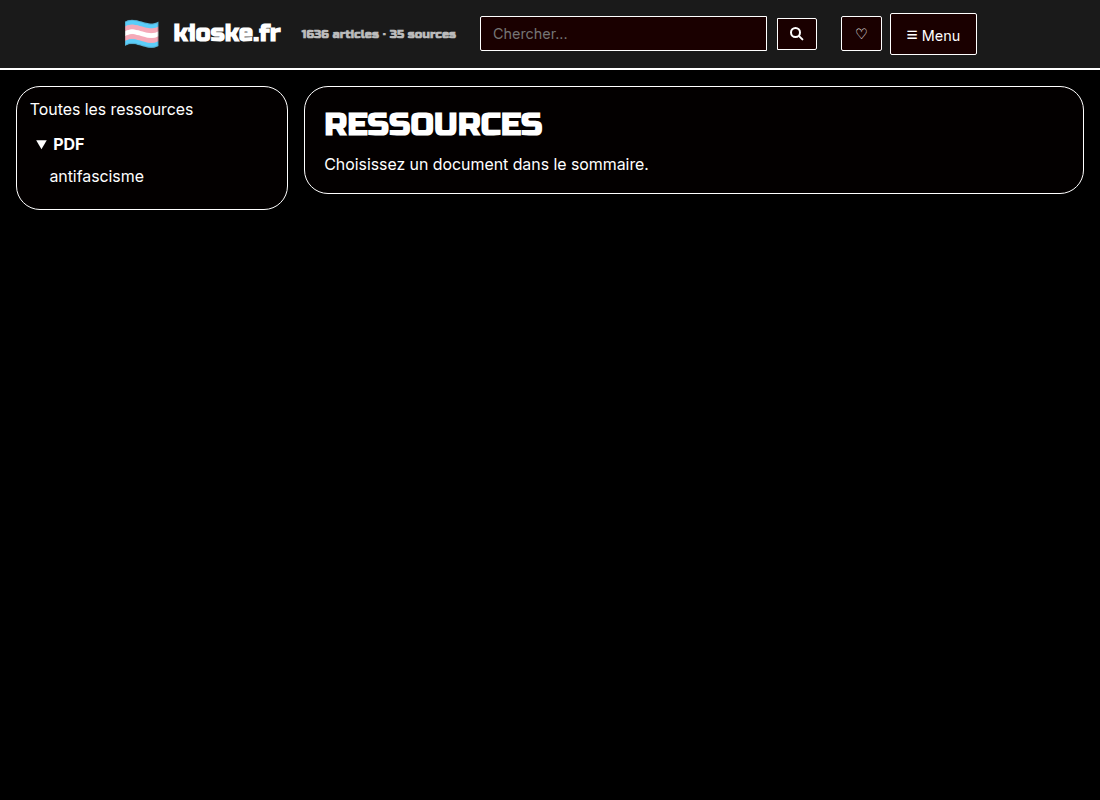 kioske.fr
1636 articles · 35 sources
Chercher...
♡
≡ Menu
Toutes les ressources
▼ PDF
antifascisme
RESSOURCES
Choisissez un document dans le sommaire.